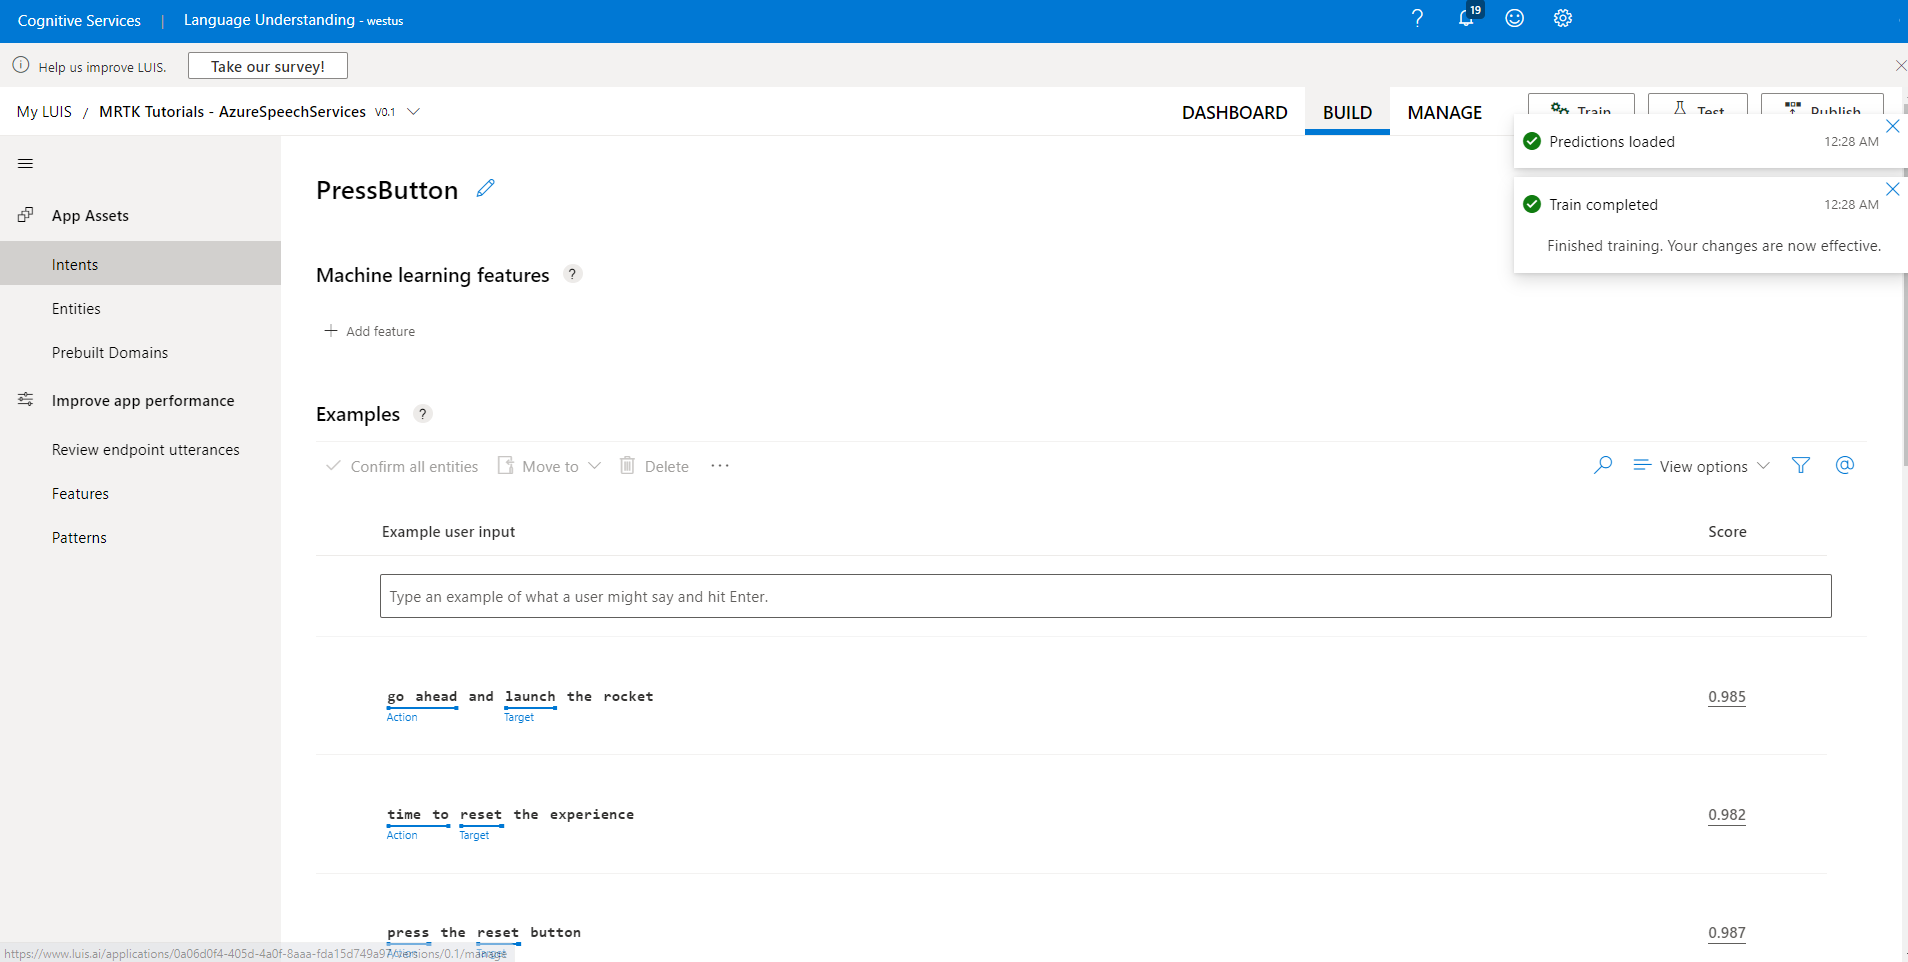 Cognitive Services | Language Understanding - westus
19
Help us improve LUIS. Take our survey!
My LUIS / MRTK Tutorials - AzureSpeechServices V0.1
DASHBOARD BUILD MANAGE Train Test Publish
Predictions loaded 12:28 AM
Train completed 12:28 AM
Finished training. Your changes are now effective.
App Assets
Intents
Entities
Prebuilt Domains
Improve app performance
Review endpoint utterances
Features
Patterns
PressButton
Machine learning features ?
+ Add feature
Examples ?
Confirm all entities Move to Delete ...
View options
Example user input Score
Type an example of what a user might say and hit Enter.
go ahead and launch the rocket 0.985
Action Target
time to reset the experience 0.982
Action Target
press the reset button 0.987
Action Target
https://www.luis.ai/applications/0a06d0f4-405d-4a0f-8aaa-fda15d749a97/versions/0.1/manage